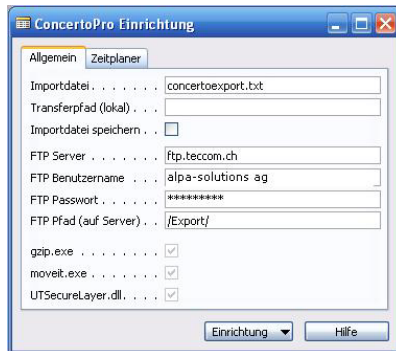 ConcertoPro Einrichtung
Allgemein Zeitplaner
Importdatei . . . . . . . concertoexport.txt
Transferpfad (lokal) . . . .
Importdatei speichern . .
FTP Server . . . . . . . ftp.teccom.ch
FTP Benutzername . . . . alpa-solutions ag
FTP Passwort . . . . . . *********
FTP Pfad (auf Server) . . /Export/
gzip.exe . . . . . . . .
moveit.exe . . . . . . .
UTSecureLayer.dll. . . . .
Einrichtung Hilfe